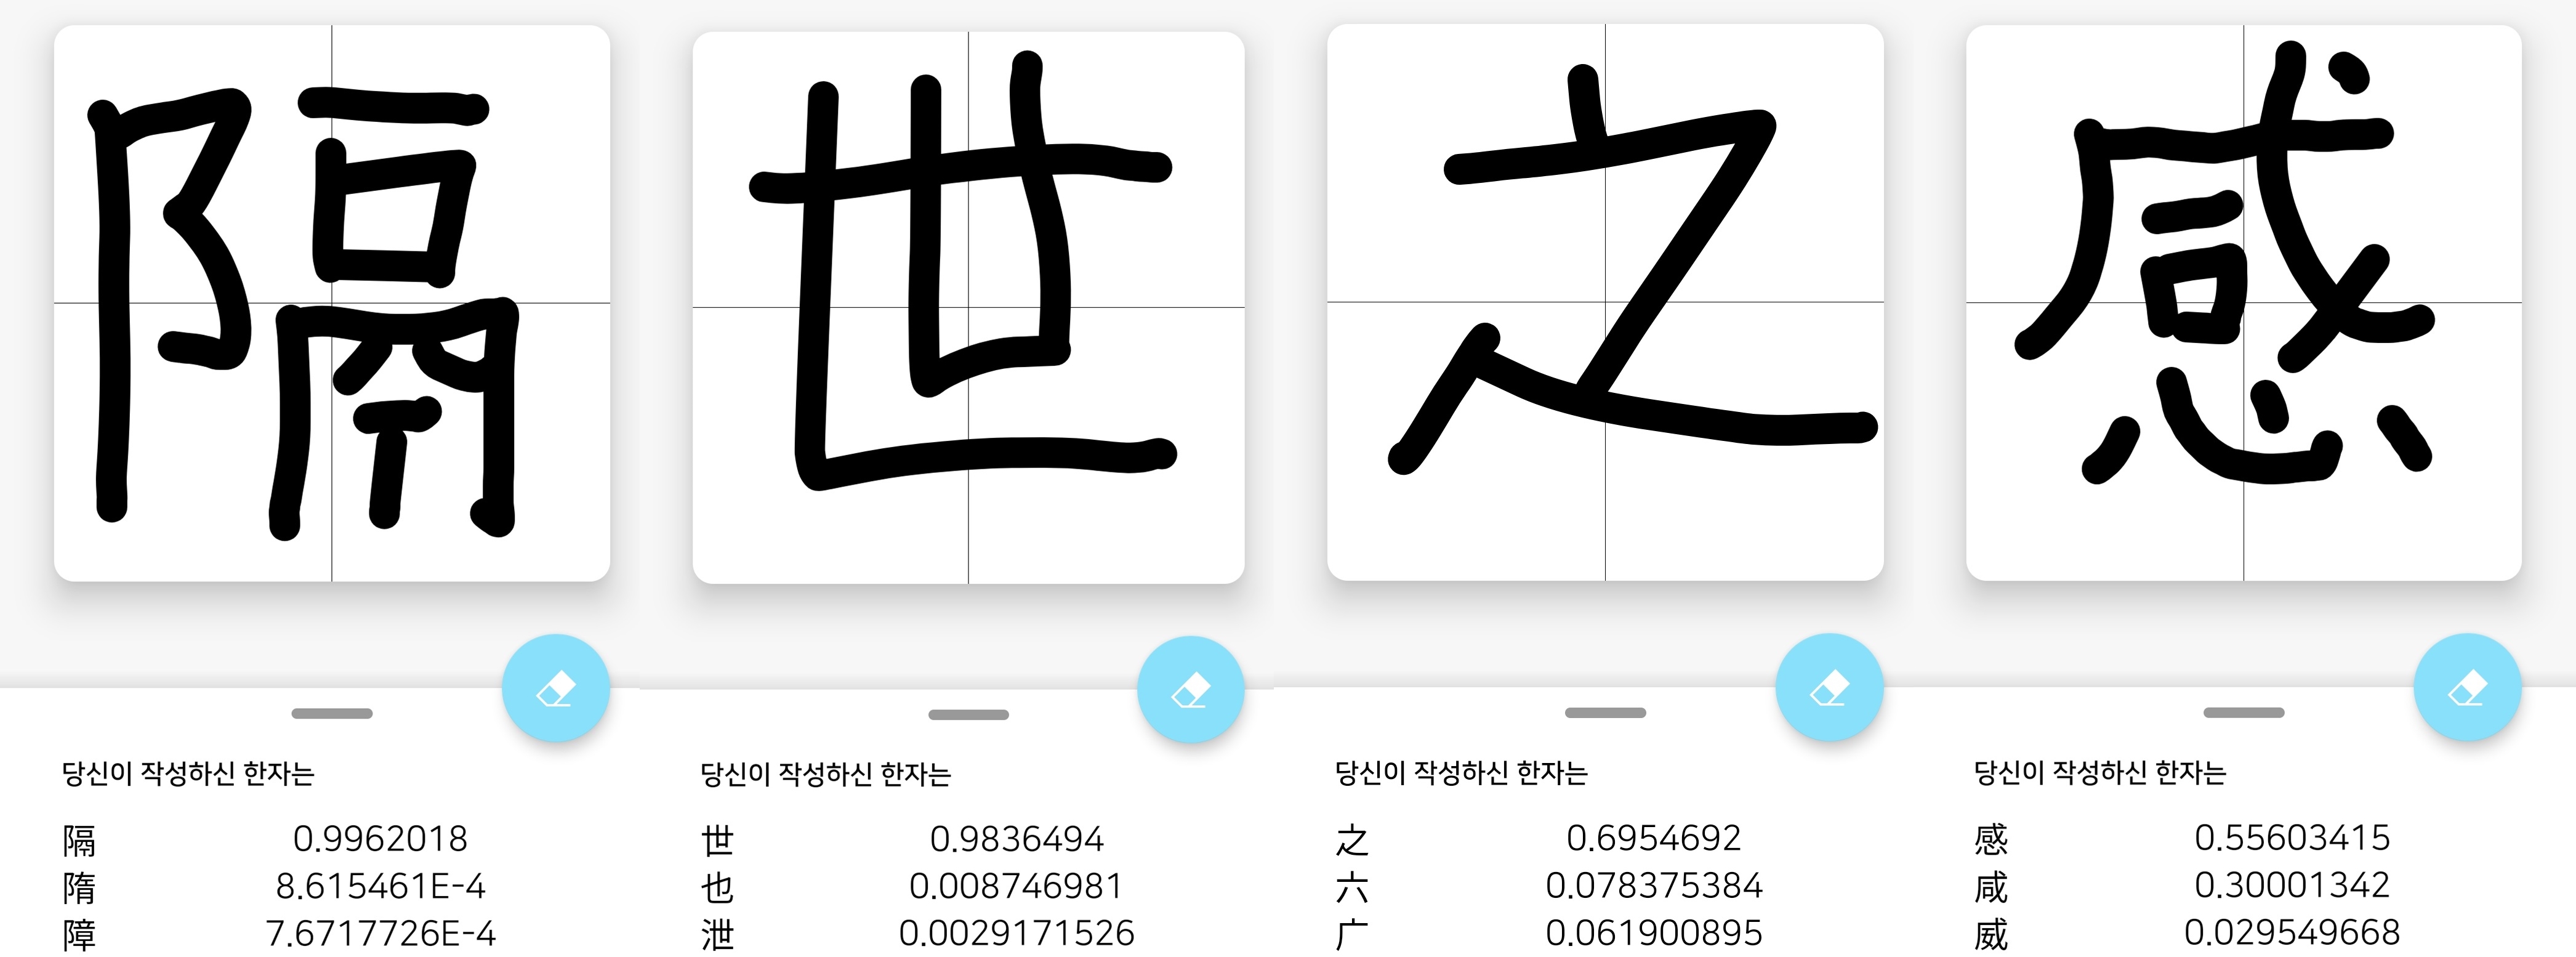 隔
당신이 작성하신 한자는
隔 0.9962018
隋 8.615461E-4
障 7.6717726E-4
世
당신이 작성하신 한자는
世 0.9836494
也 0.008746981
泄 0.0029171526
之
당신이 작성하신 한자는
之 0.6954692
六 0.078375384
广 0.061900895
感
당신이 작성하신 한자는
感 0.55603415
咸 0.30001342
威 0.029549668